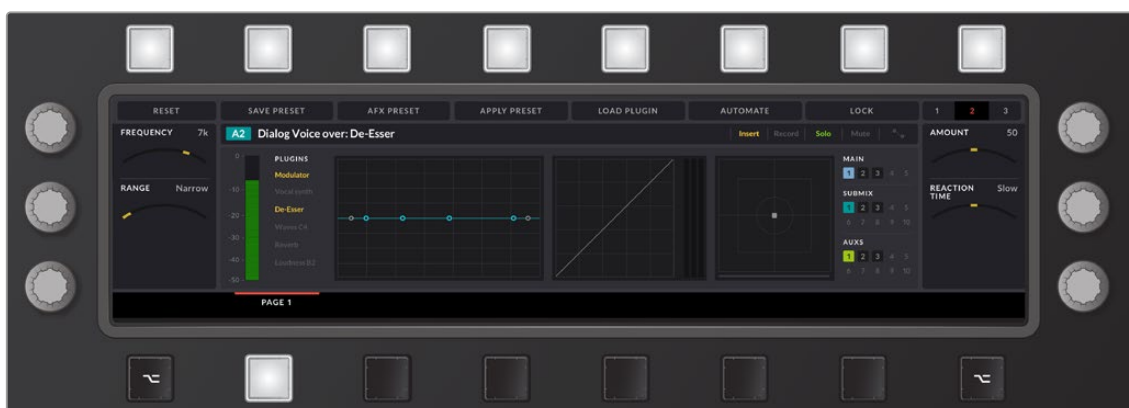 RESET SAVE PRESET AFX PRESET APPLY PRESET LOAD PLUGIN AUTOMATE LOCK 1 2 3
FREQUENCY 7k
A2 Dialog Voice over: De-Esser
Insert Record Solo Mute
AMOUNT 50
RANGE Narrow
REACTION TIME Slow
0
-10
-20
-30
-40
-50
PLUGINS
Modulator
Vocal synth
De-Esser
Waves C4
Reverb
MAIN
1 2 3 4 5
SUBMIX
1 2 3 4 5
6 7 8 9 10
AUXS
1 2 3 4 5
6 7 8 9 10
PAGE 1